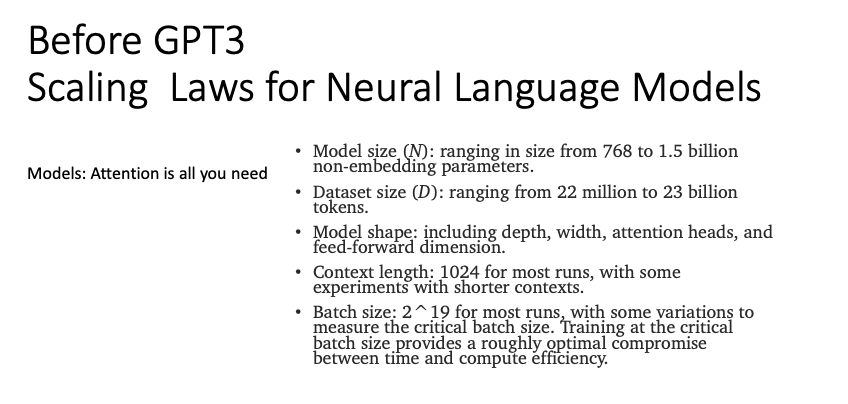 Before GPT3
Scaling  Laws for Neural Language Models
Models: Attention is all you need
• Model size (N): ranging in size from 768 to 1.5 billion
non-embedding parameters.
• Dataset size (D): ranging from 22 million to 23 billion
tokens.
• Model shape: including depth, width, attention heads, and
feed-forward dimension.
• Context length: 1024 for most runs, with some
experiments with shorter contexts.
• Batch size: 2^19 for most runs, with some variations to
measure the critical batch size. Training at the critical
batch size provides a roughly optimal compromise
between time and compute efficiency.